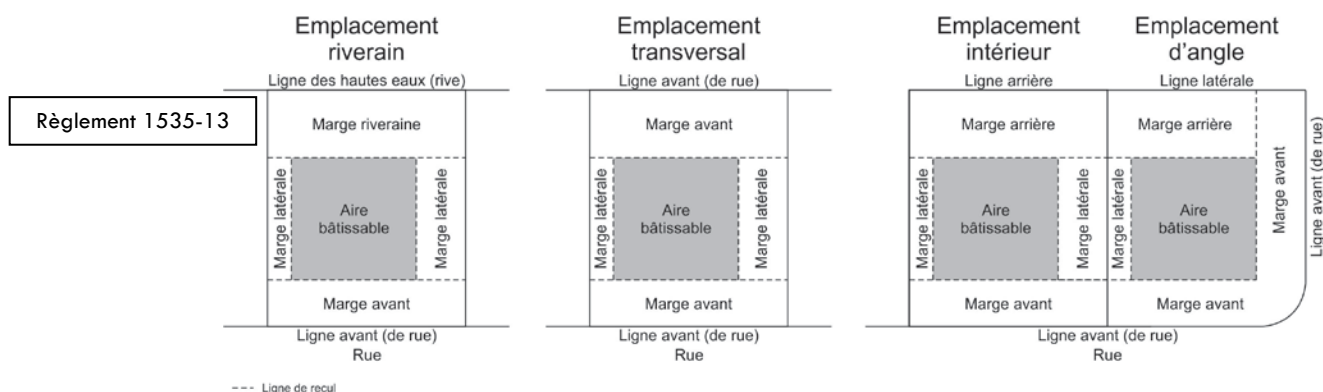 Emplacement
riverain
Ligne des hautes eaux (rive)
Règlement 1535-13
Marge riveraine
Marge latérale
Aire
bâtissable
Marge latérale
Marge avant
Ligne avant (de rue)
Rue
Emplacement
transversal
Ligne avant (de rue)
Marge avant
Marge latérale
Aire
bâtissable
Marge latérale
Marge avant
Ligne avant (de rue)
Rue
Emplacement
intérieur
Ligne arrière
Marge arrière
Marge latérale
Aire
bâtissable
Marge latérale
Marge avant
Emplacement
d'angle
Ligne latérale
Marge arrière
Marge latérale
Aire
bâtissable
Marge avant
Ligne avant (de rue)
Marge avant
Ligne avant (de rue)
Rue
Ligne de recul